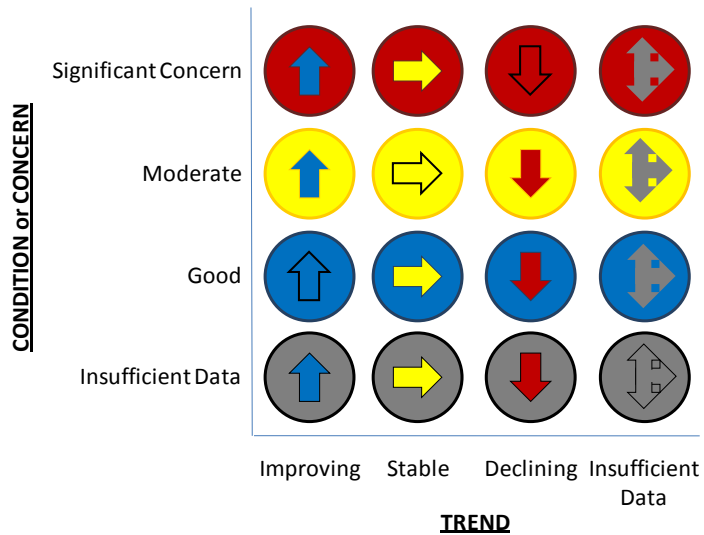 Significant Concern
Moderate
Good
Insufficient Data
CONDITION or CONCERN
Improving
Stable
Declining
Insufficient
Data
TREND